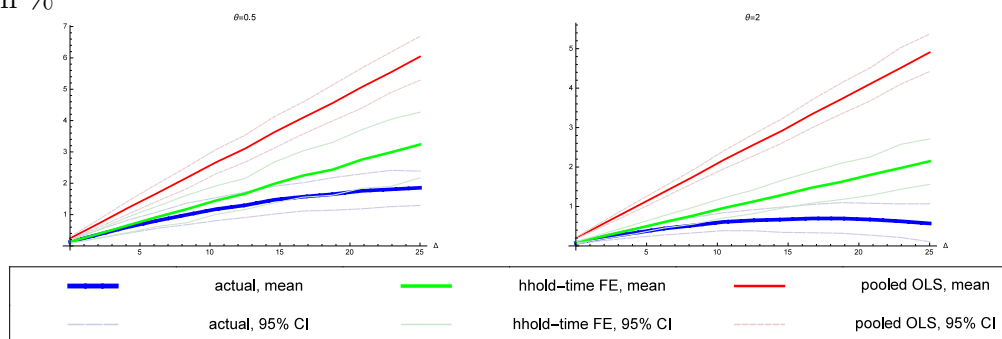 in %
θ=0.5
7
6
5
4
3
2
1
5
10
15
20
25
Δ
θ=2
5
4
3
2
1
5
10
15
20
25
Δ
actual, mean
hhold-time FE, mean
pooled OLS, mean
actual, 95% CI
hhold-time FE, 95% CI
pooled OLS, 95% CI